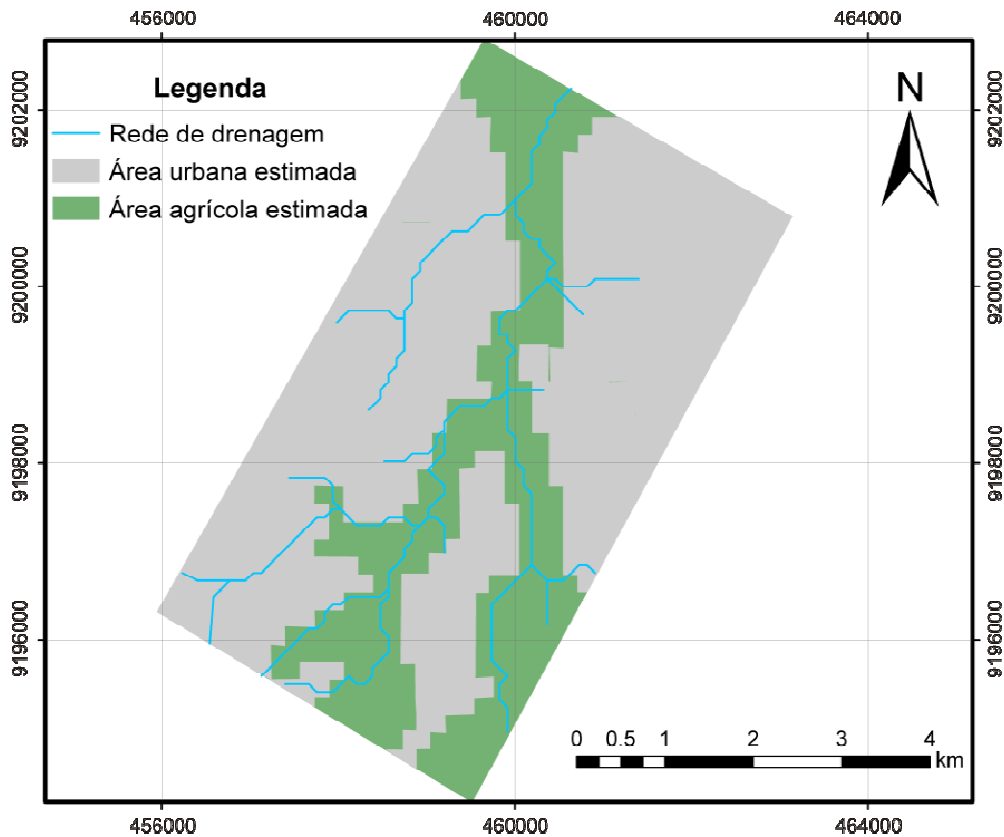 456000 460000 464000
Legenda
Rede de drenagem
Área urbana estimada
Área agrícola estimada
N
9202000 9202000
9200000 9200000
9198000 9198000
9196000 9196000
0 0.5 1 2 3 4
km
456000 460000 464000